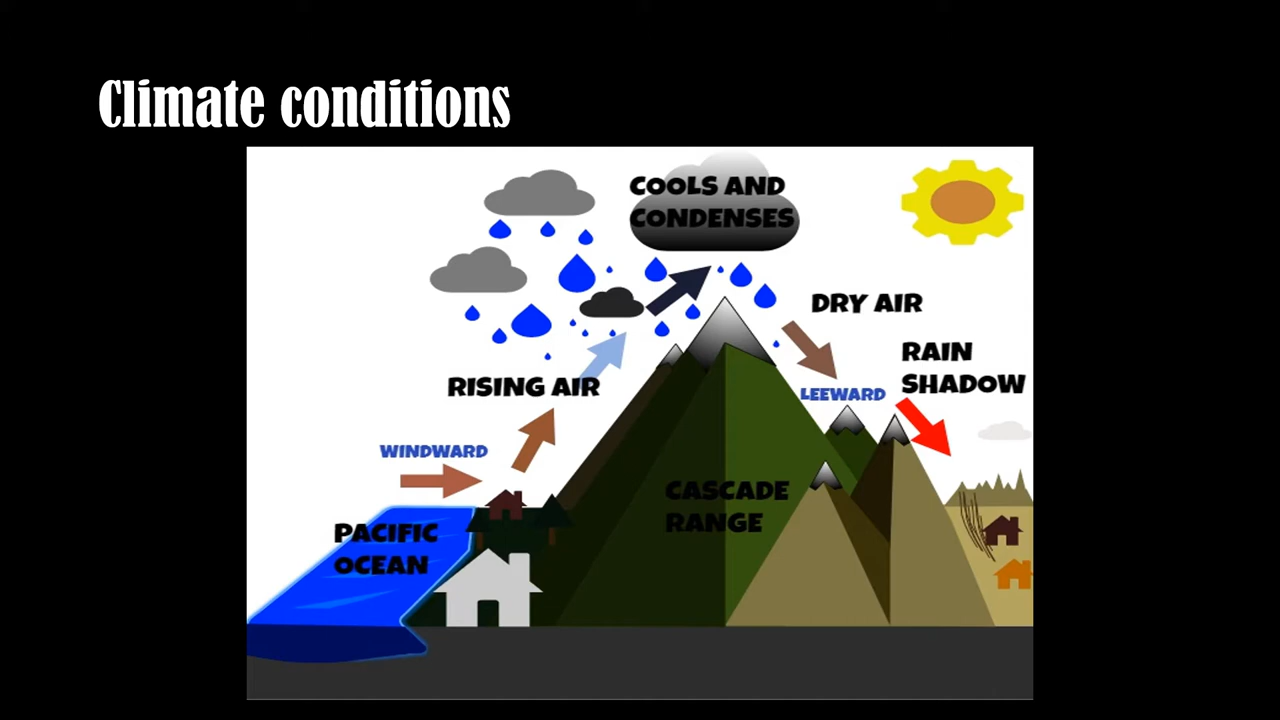 Climate conditions
COOLS AND
CONDENSES
DRY AIR
RAIN
SHADOW
RISING AIR
LEEWARD
WINDWARD
CASCADE
RANGE
PACIFIC
OCEAN